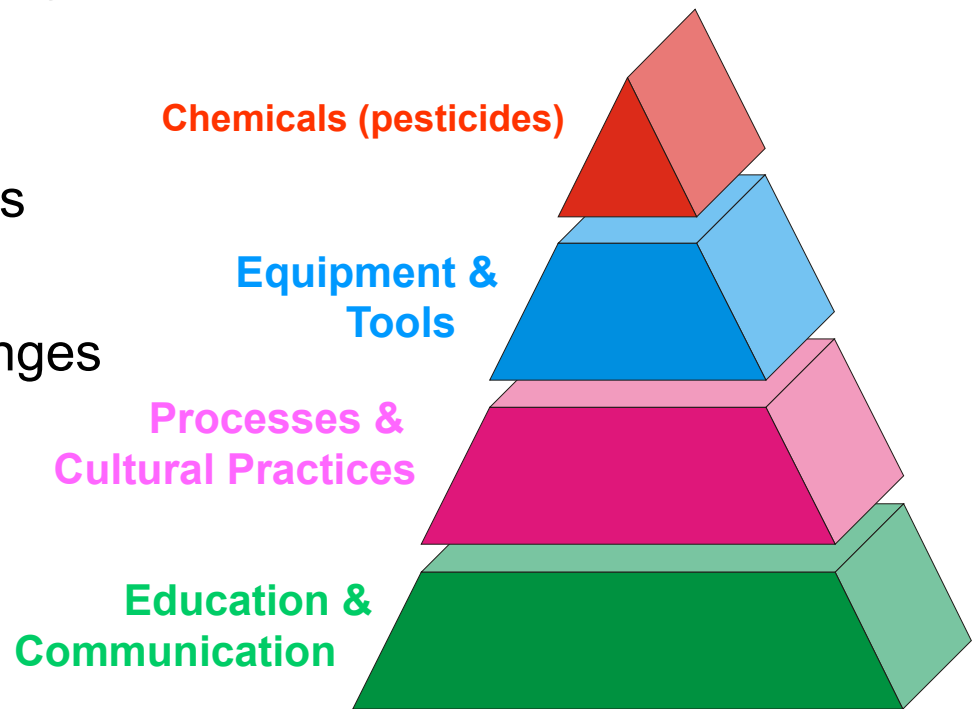 Chemicals (pesticides)
s
Equipment &
Tools
nges
Processes &
Cultural Practices
Education &
Communication